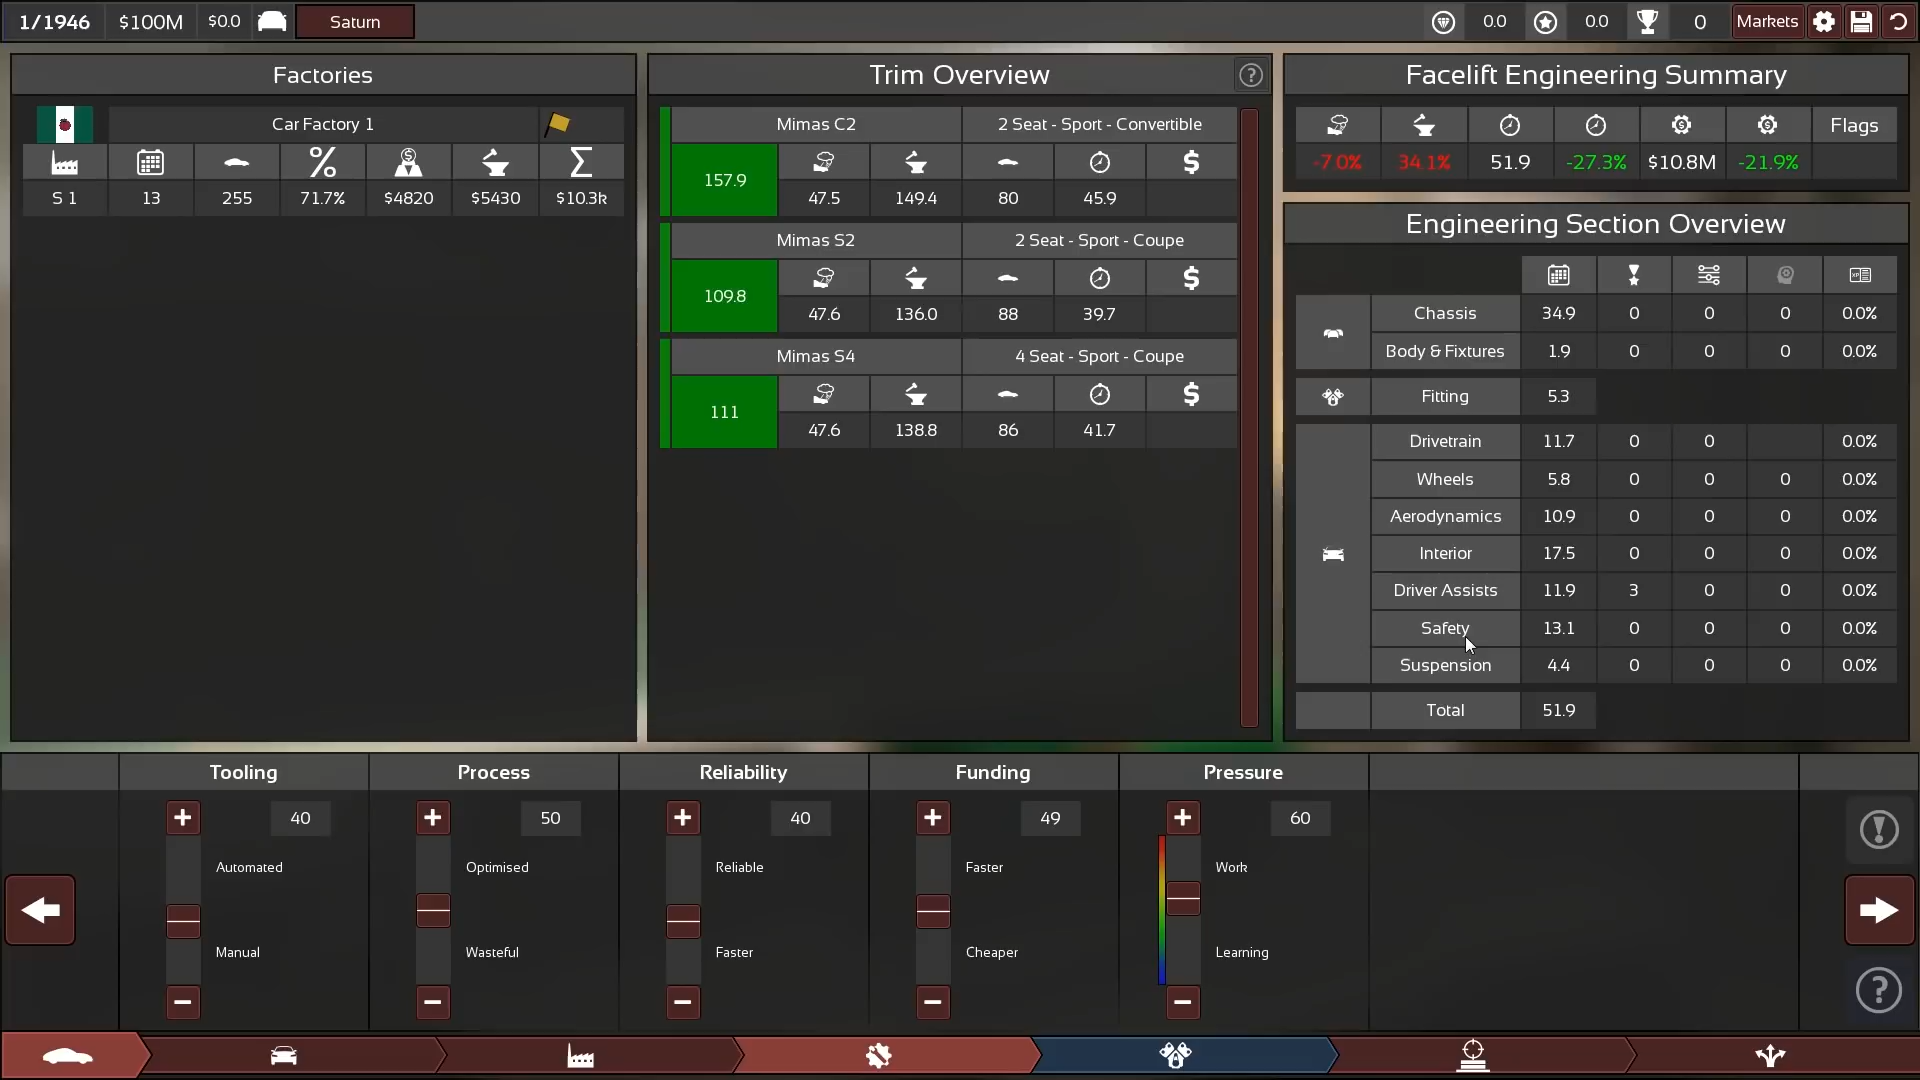 1/1946 $100M $0.0 Saturn 0.0 0.0 0 Markets
Factories
Car Factory 1
%
Σ
S 1 13 255 71.7% $4820 $5430 $10.3k
Trim Overview ?
Mimas C2 2 Seat - Sport - Convertible
157.9
$
47.5 149.4 80 45.9
Mimas S2 2 Seat - Sport - Coupe
109.8
$
47.6 136.0 88 39.7
Mimas S4 4 Seat - Sport - Coupe
111
$
47.6 138.8 86 41.7
Facelift Engineering Summary
Flags
-7.0% 34.1% 51.9 -27.3% $10.8M -21.9%
Engineering Section Overview
Chassis 34.9 0 0 0 0.0%
Body & Fixtures 1.9 0 0 0 0.0%
Fitting 5.3
Drivetrain 11.7 0 0 0.0%
Wheels 5.8 0 0 0 0.0%
Aerodynamics 10.9 0 0 0 0.0%
Interior 17.5 0 0 0 0.0%
Driver Assists 11.9 3 0 0 0.0%
Safety 13.1 0 0 0 0.0%
Suspension 4.4 0 0 0 0.0%
Total 51.9
Tooling Process Reliability Funding Pressure
+ 40 + 50 + 40 + 49 + 60
Automated Optimised Reliable Faster Work
Manual Wasteful Faster Cheaper Learning
− − − − −
!
?